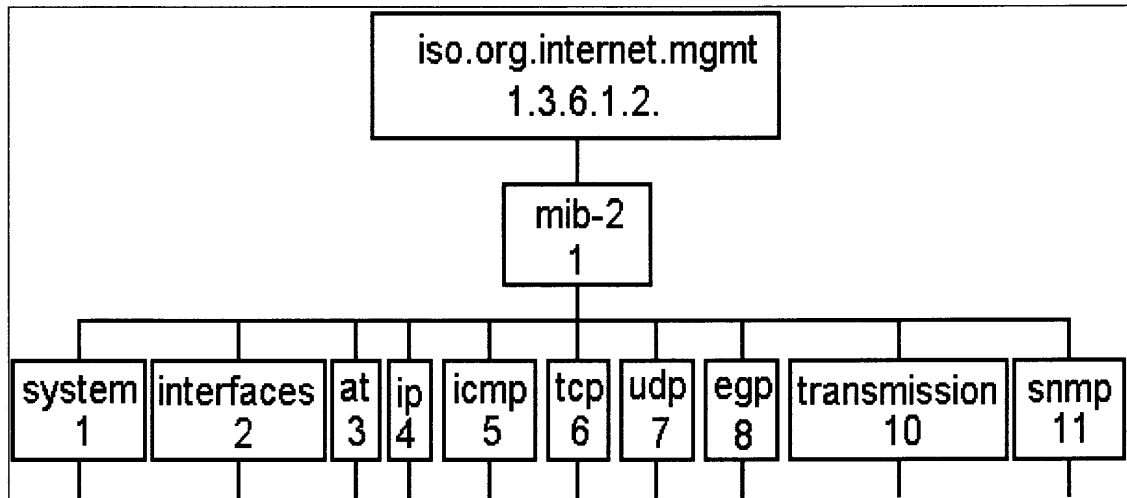 iso.org.internet.mgmt
1.3.6.1.2.
mib-2
1
system
1
interfaces
2
at
3
ip
4
icmp
5
tcp
6
udp
7
egp
8
transmission
10
snmp
11